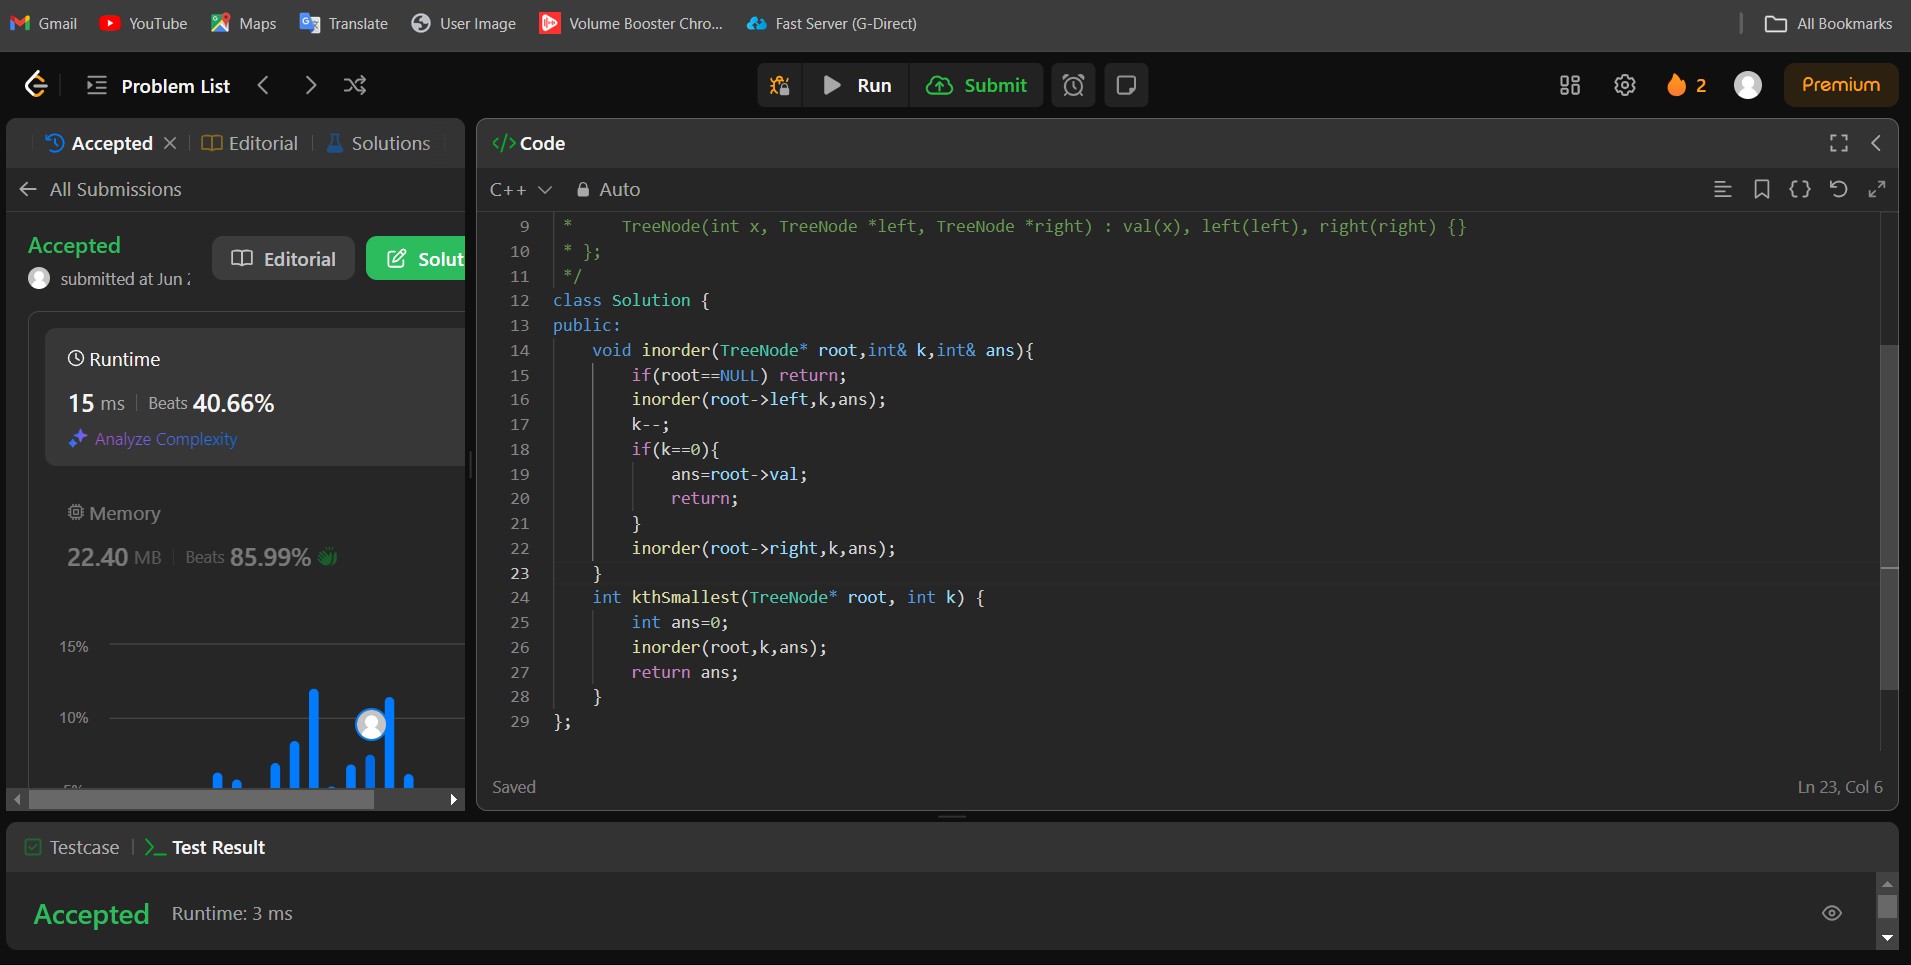 Gmail YouTube Maps Translate User Image Volume Booster Chro... Fast Server (G-Direct) All Bookmarks
Problem List Run Submit 2 Premium
Accepted Editorial Solutions
All Submissions
Accepted
submitted at Jun
Editorial Solut
Runtime
15 ms Beats 40.66%
Analyze Complexity
Memory
22.40 MB Beats 85.99%
15%
10%
5%
</> Code
C++ Auto
9 *     TreeNode(int x, TreeNode *left, TreeNode *right) : val(x), left(left), right(right) {}
10 * };
11 */
12 class Solution {
13 public:
14     void inorder(TreeNode* root,int& k,int& ans){
15         if(root==NULL) return;
16         inorder(root->left,k,ans);
17         k--;
18         if(k==0){
19             ans=root->val;
20             return;
21         }
22         inorder(root->right,k,ans);
23     }
24     int kthSmallest(TreeNode* root, int k) {
25         int ans=0;
26         inorder(root,k,ans);
27         return ans;
28     }
29 };
Saved Ln 23, Col 6
Testcase Test Result
Accepted Runtime: 3 ms